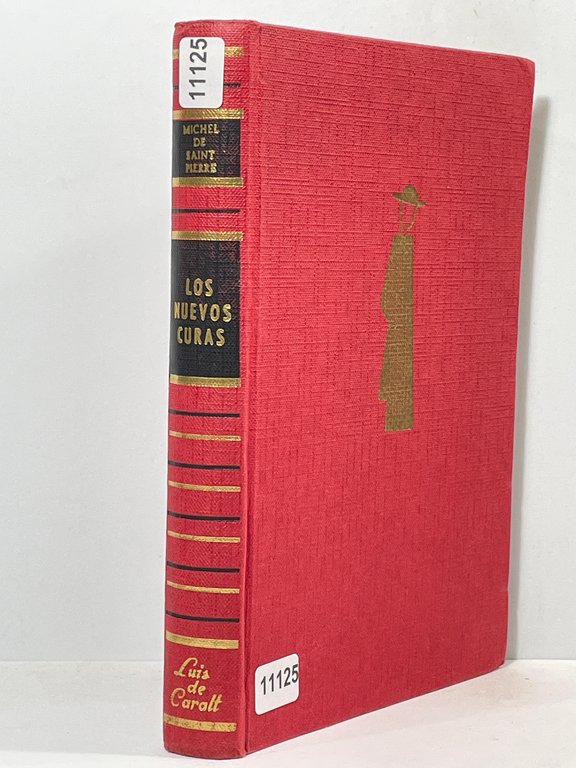 11125
MICHEL
DE
SAINT
PIERRE
LOS
NUEVOS
CURAS
Luis
de
Caralt
11125